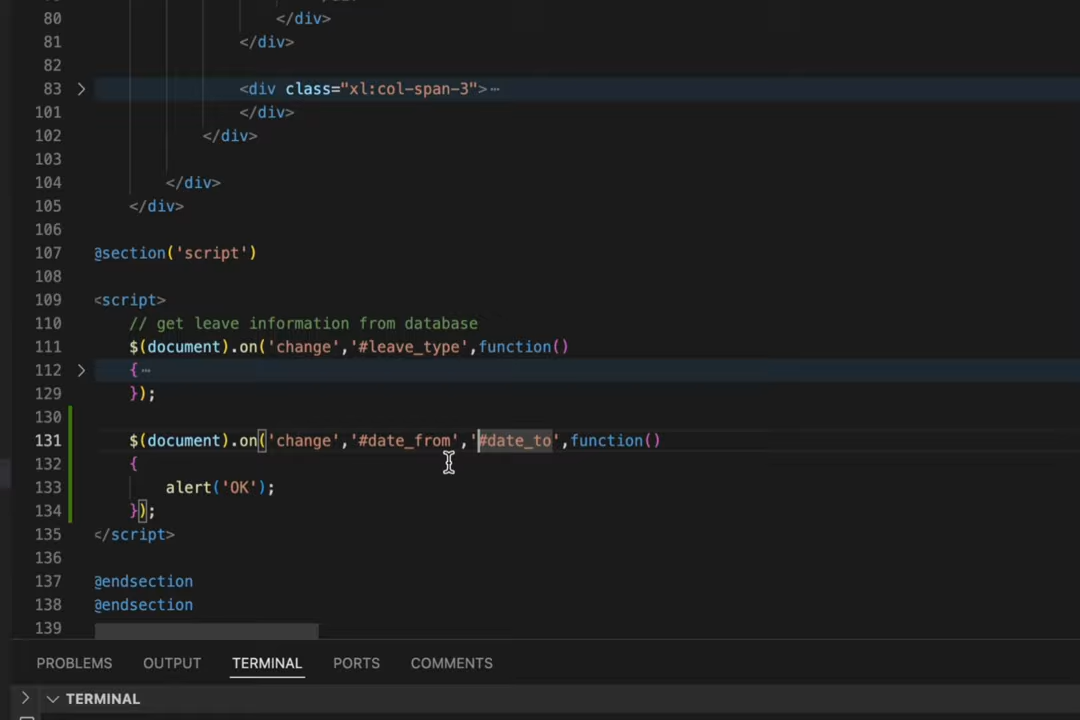 80 </div>
81 </div>
82
83 <div class="xl:col-span-3">⋯
101 </div>
102 </div>
103
104 </div>
105 </div>
106
107 @section('script')
108
109 <script>
110 // get leave information from database
111 $(document).on('change','#leave_type',function()
112 {⋯
129 });
130
131 $(document).on('change','#date_from','#date_to',function()
132 {
133 alert('OK');
134 });
135 </script>
136
137 @endsection
138 @endsection
139
PROBLEMS OUTPUT TERMINAL PORTS COMMENTS
TERMINAL